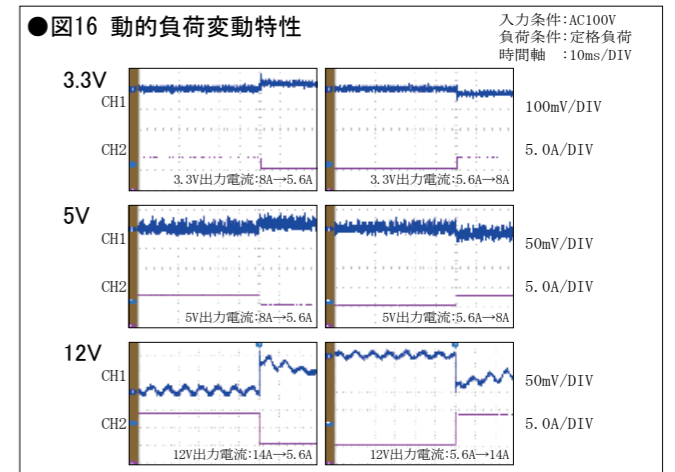 ●図16 動的負荷変動特性
入力条件:AC100V
負荷条件:定格負荷
時間軸 :10ms/DIV
3.3V
CH1
CH2
3.3V出力電流:8A→5.6A
3.3V出力電流:5.6A→8A
100mV/DIV
5.0A/DIV
5V
CH1
CH2
5V出力電流:8A→5.6A
5V出力電流:5.6A→8A
50mV/DIV
5.0A/DIV
12V
CH1
CH2
12V出力電流:14A→5.6A
12V出力電流:5.6A→14A
50mV/DIV
5.0A/DIV